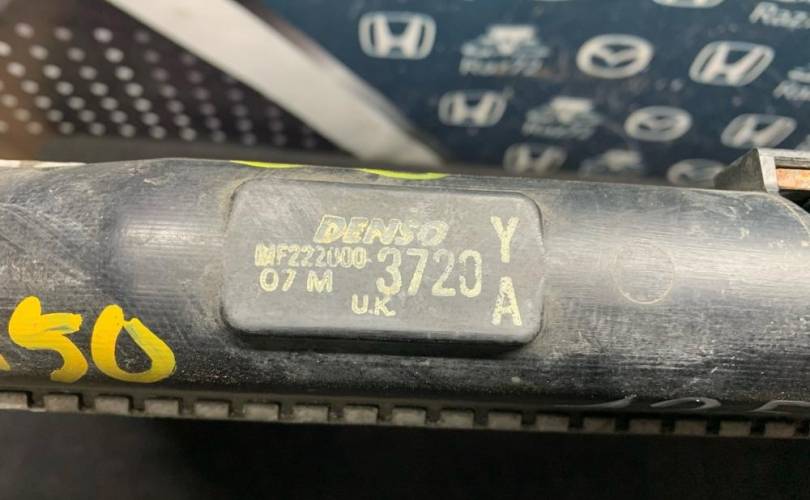 DENSO
MF222000-3720
07 M
U.K.
Y
A
50